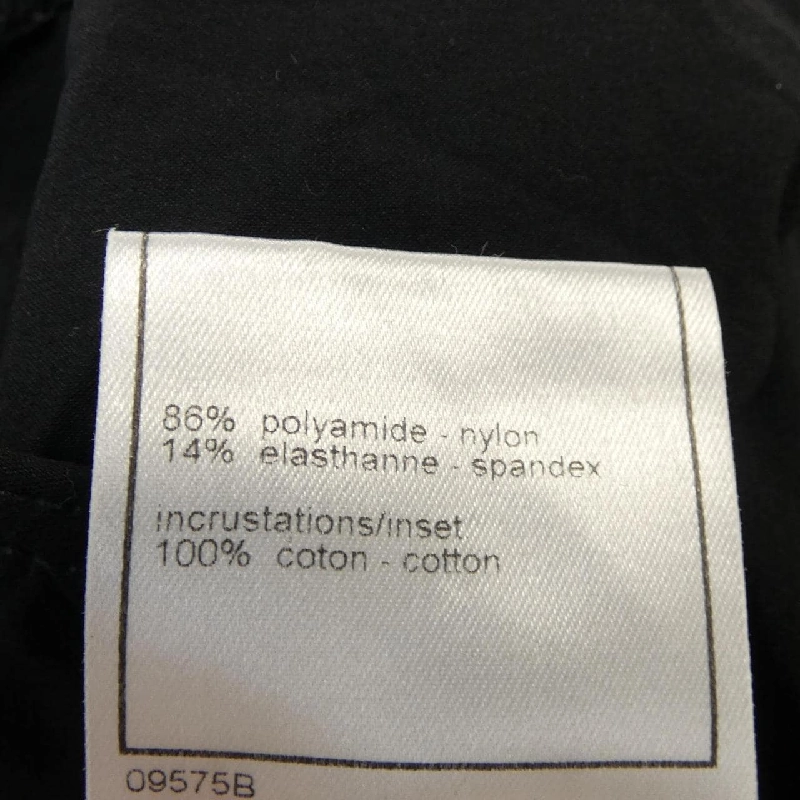 86% polyamide - nylon
14% elasthanne - spandex
incrustations/inset
100% coton - cotton
09575B